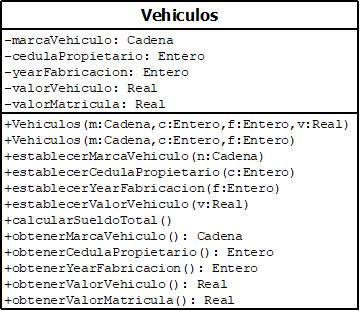 Vehiculos
-marcaVehiculo: Cadena
-cedulaPropietario: Entero
-yearFabricacion: Entero
-valorVehiculo: Real
-valorMatricula: Real
+Vehiculos(m:Cadena,c:Entero,f:Entero,v:Real)
+Vehiculos(m:Cadena,c:Entero,f:Entero)
+establecerMarcaVehiculo(n:Cadena)
+establecerCedulaPropietario(c:Entero)
+establecerYearFabricacion(f:Entero)
+establecerValorVehiculo(v:Real)
+calcularSueldoTotal()
+obtenerMarcaVehiculo(): Cadena
+obtenerCedulaPropietario(): Entero
+obtenerYearFabricacion(): Entero
+obtenerValorVehiculo(): Real
+obtenerValorMatricula(): Real